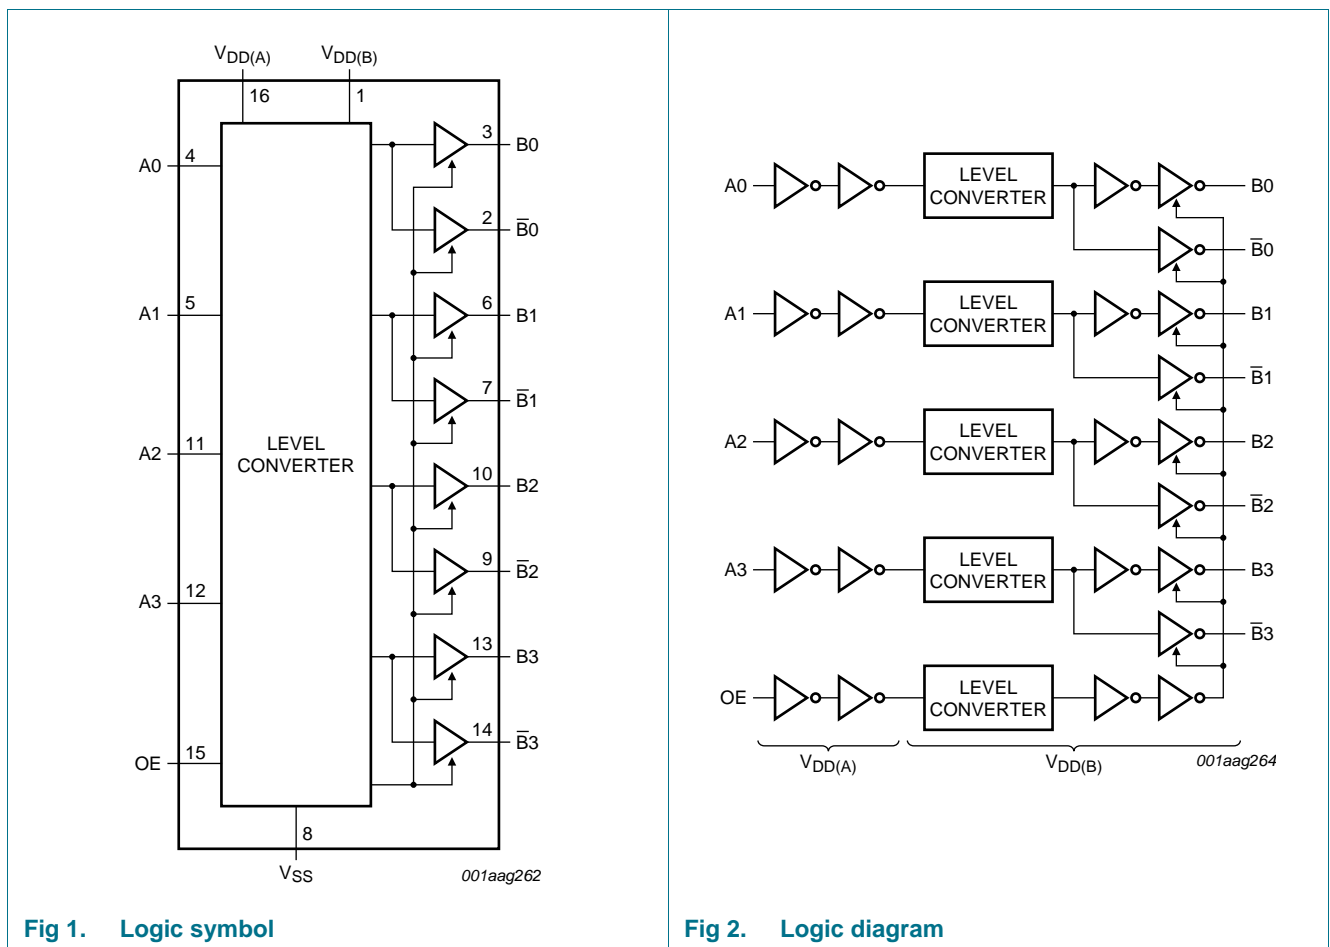 VDD(A) VDD(B)
16 1
3 B0
A0 4
2 B̅0
5 6
A1 B1
7 B̅1
A2 11 LEVEL
CONVERTER
10 B2
9 B̅2
A3 12
13 B3
14 B̅3
OE 15
8
VSS
001aag262
Fig 1. Logic symbol
A0 LEVEL
CONVERTER B0
B̅0
A1 LEVEL
CONVERTER B1
B̅1
A2 LEVEL
CONVERTER B2
B̅2
A3 LEVEL
CONVERTER B3
B̅3
OE LEVEL
CONVERTER
VDD(A) VDD(B)
001aag264
Fig 2. Logic diagram